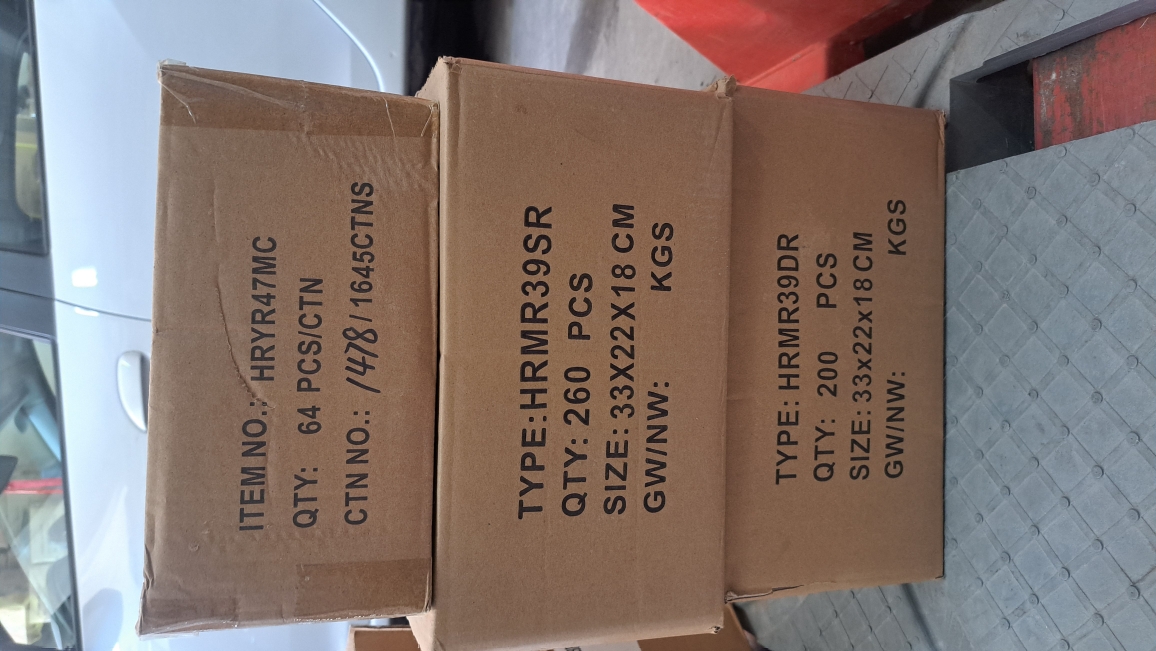 ITEM NO.: HRYR47MC
QTY: 64 PCS/CTN
CTN NO.: /478/1645CTNS
TYPE: HRMR39SR
QTY: 260 PCS
SIZE: 33X22X18 CM
GW/NW: KGS
TYPE: HRMR39DR
QTY: 200 PCS
SIZE: 33x22x18 CM
GW/NW: KGS